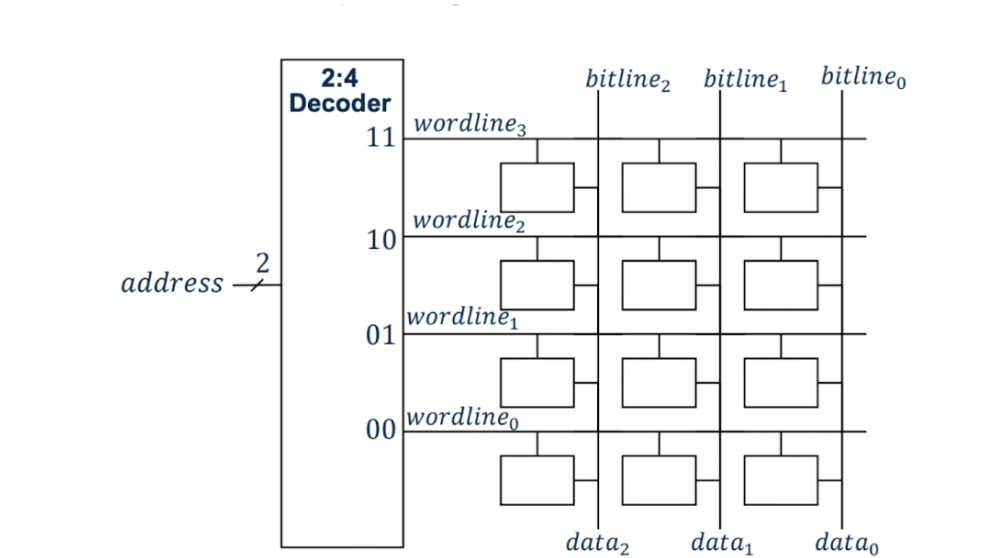 2:4
Decoder
bitline₂ bitline₁ bitline₀
11 wordline₃
10 wordline₂
address 2
01 wordline₁
00 wordline₀
data₂ data₁ data₀